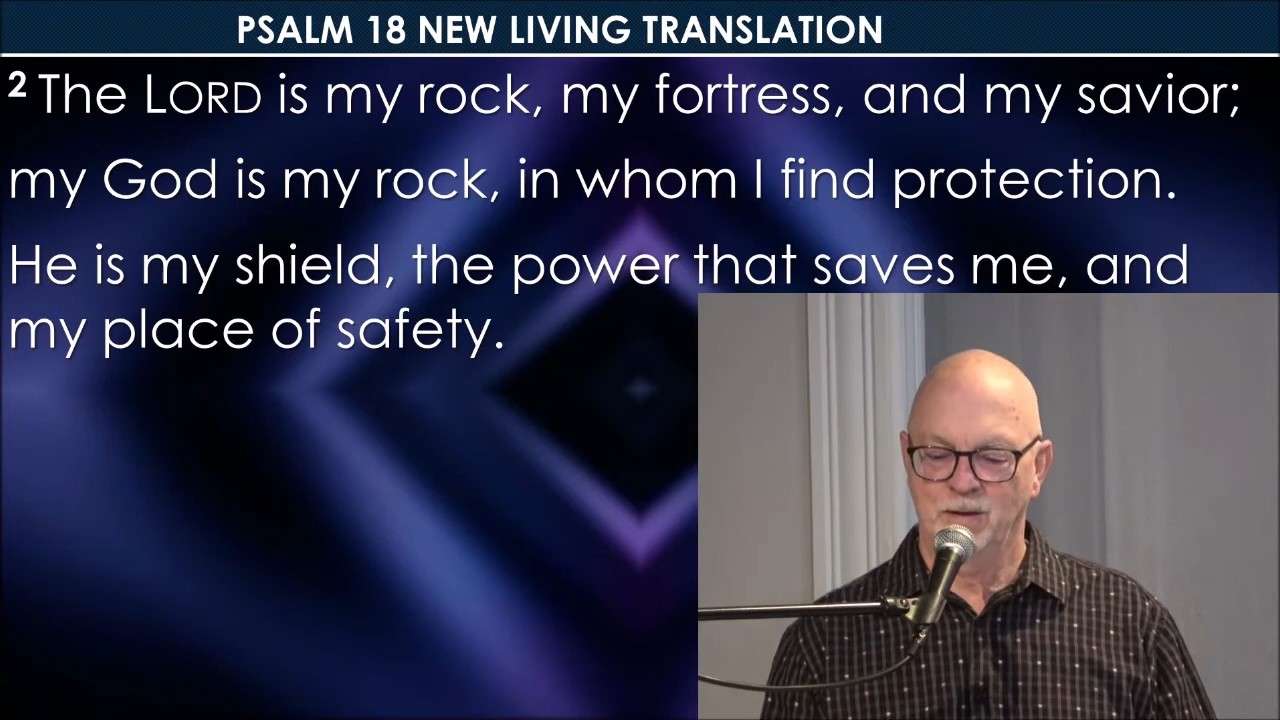 PSALM 18 NEW LIVING TRANSLATION
2 The LORD is my rock, my fortress, and my savior;
my God is my rock, in whom I find protection.
He is my shield, the power that saves me, and
my place of safety.